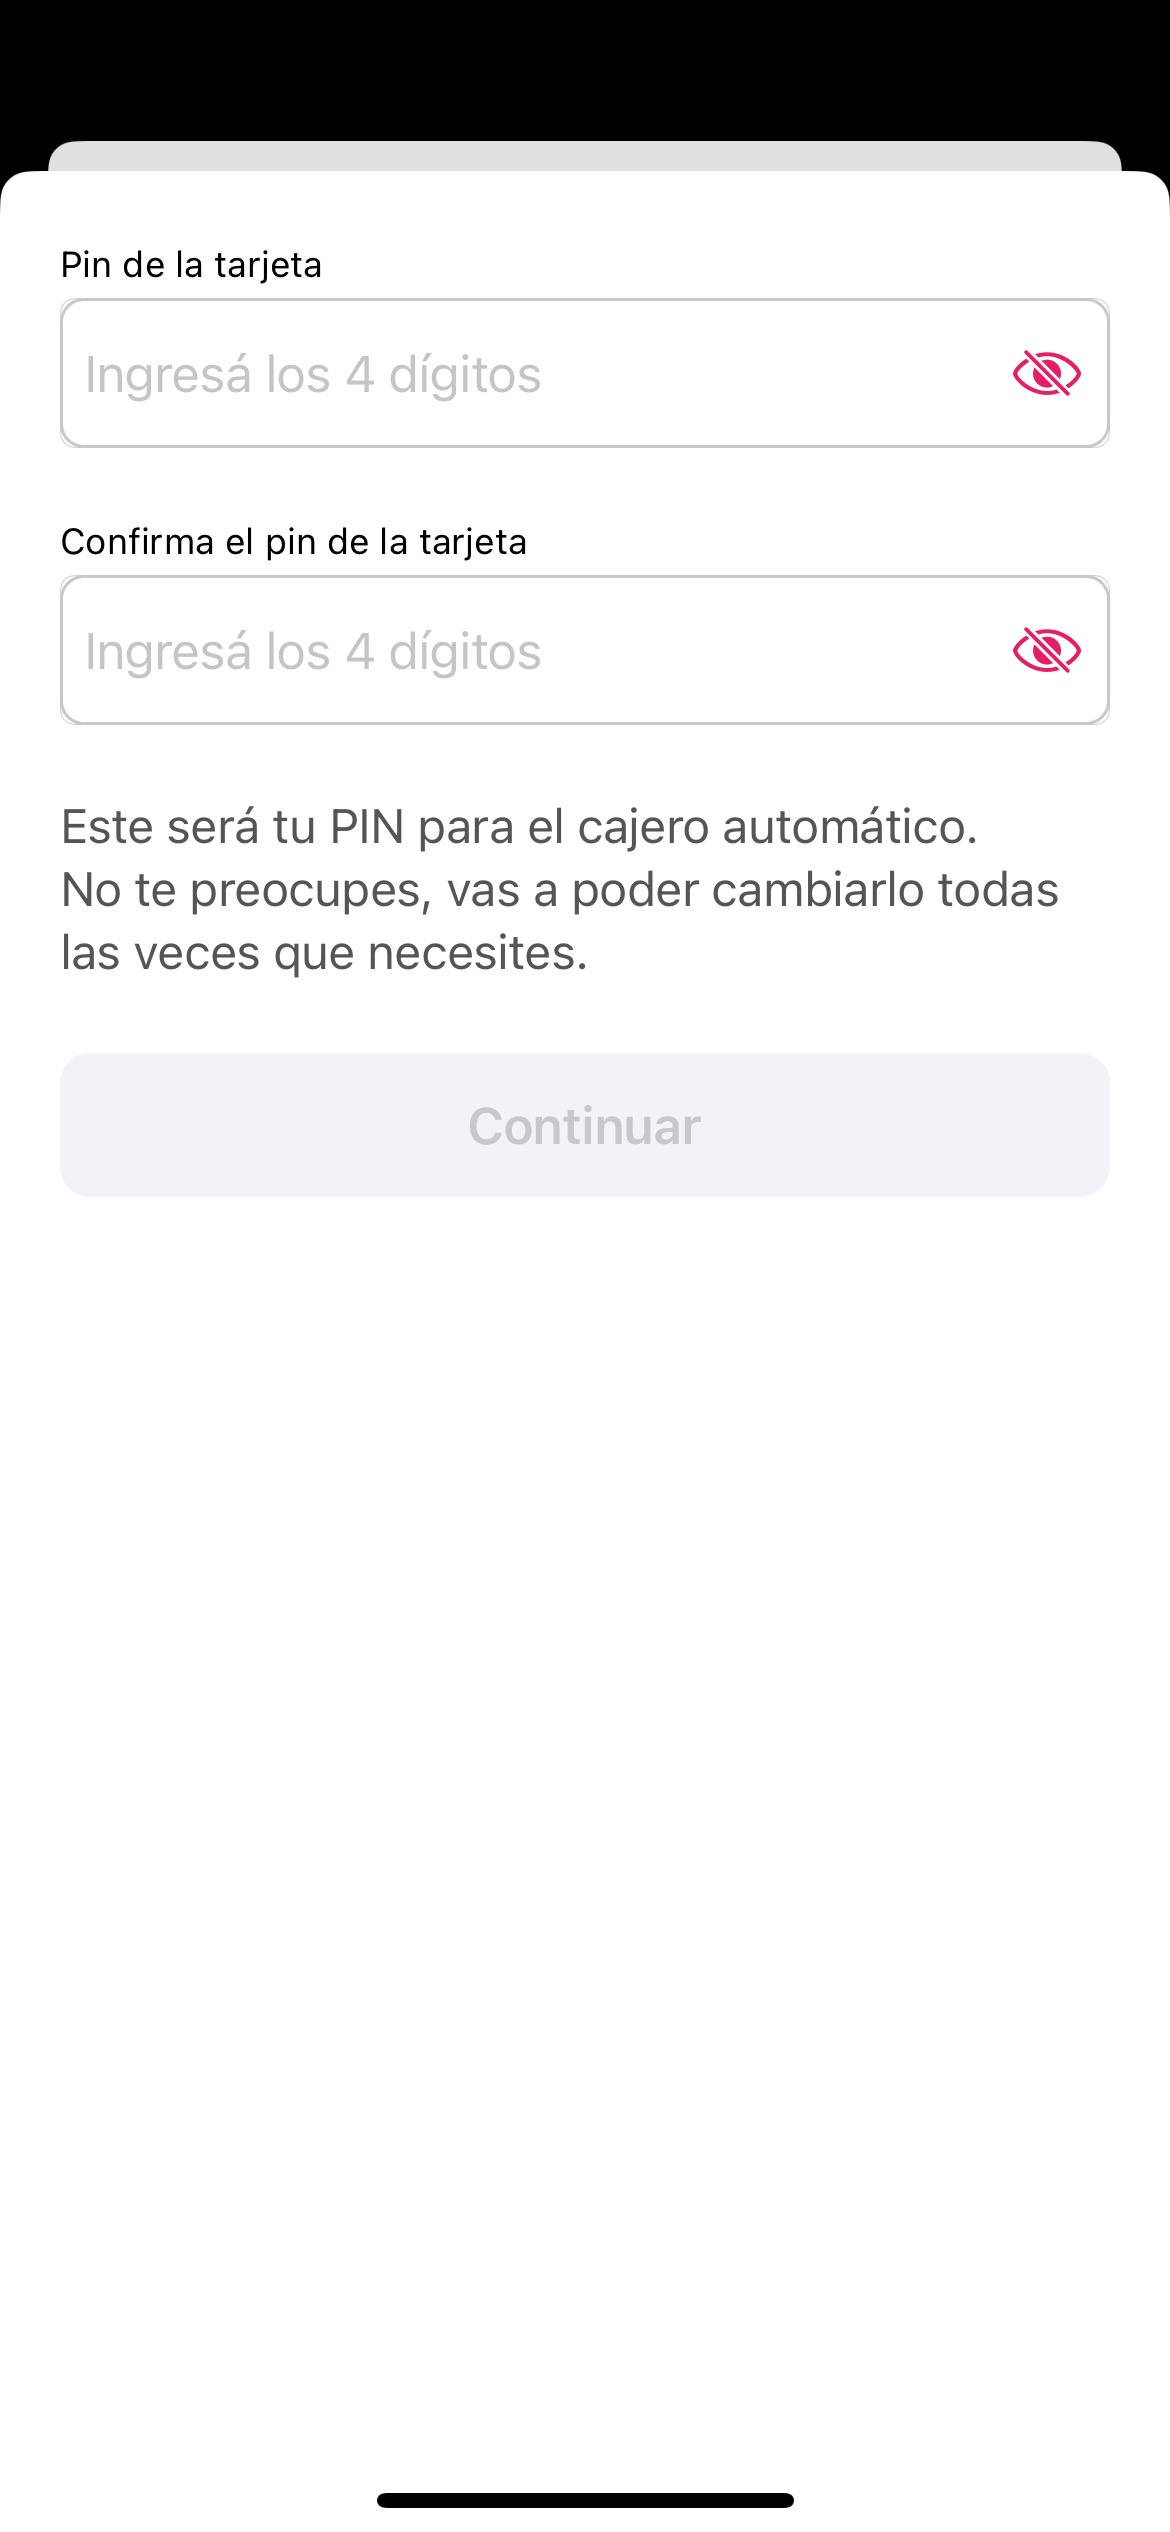 Pin de la tarjeta
Ingresá los 4 dígitos
Confirma el pin de la tarjeta
Ingresá los 4 dígitos
Este será tu PIN para el cajero automático.
No te preocupes, vas a poder cambiarlo todas
las veces que necesites.
Continuar